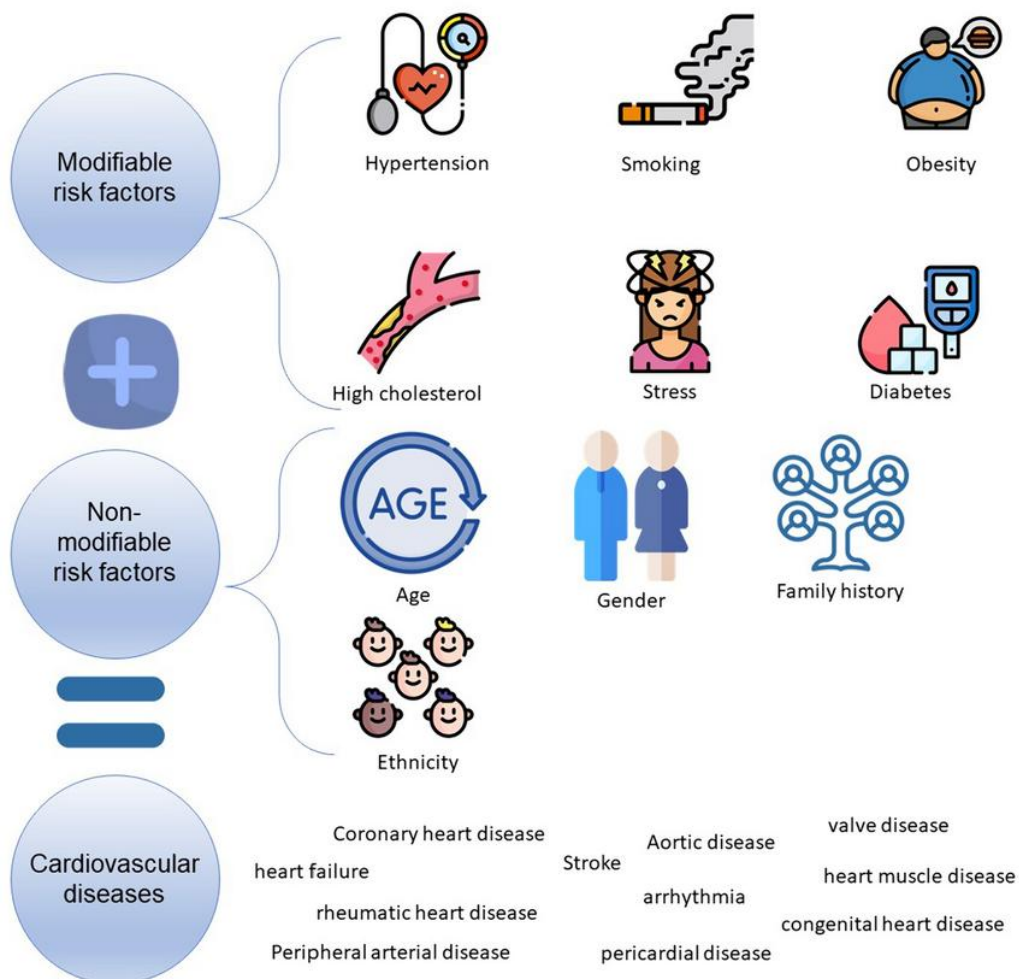 Modifiable
risk factors
Hypertension
Smoking
Obesity
High cholesterol
Stress
Diabetes
Non-
modifiable
risk factors
AGE
Age
Gender
Family history
Ethnicity
Cardiovascular
diseases
Coronary heart disease
Aortic disease
valve disease
heart failure
Stroke
heart muscle disease
arrhythmia
rheumatic heart disease
congenital heart disease
Peripheral arterial disease
pericardial disease